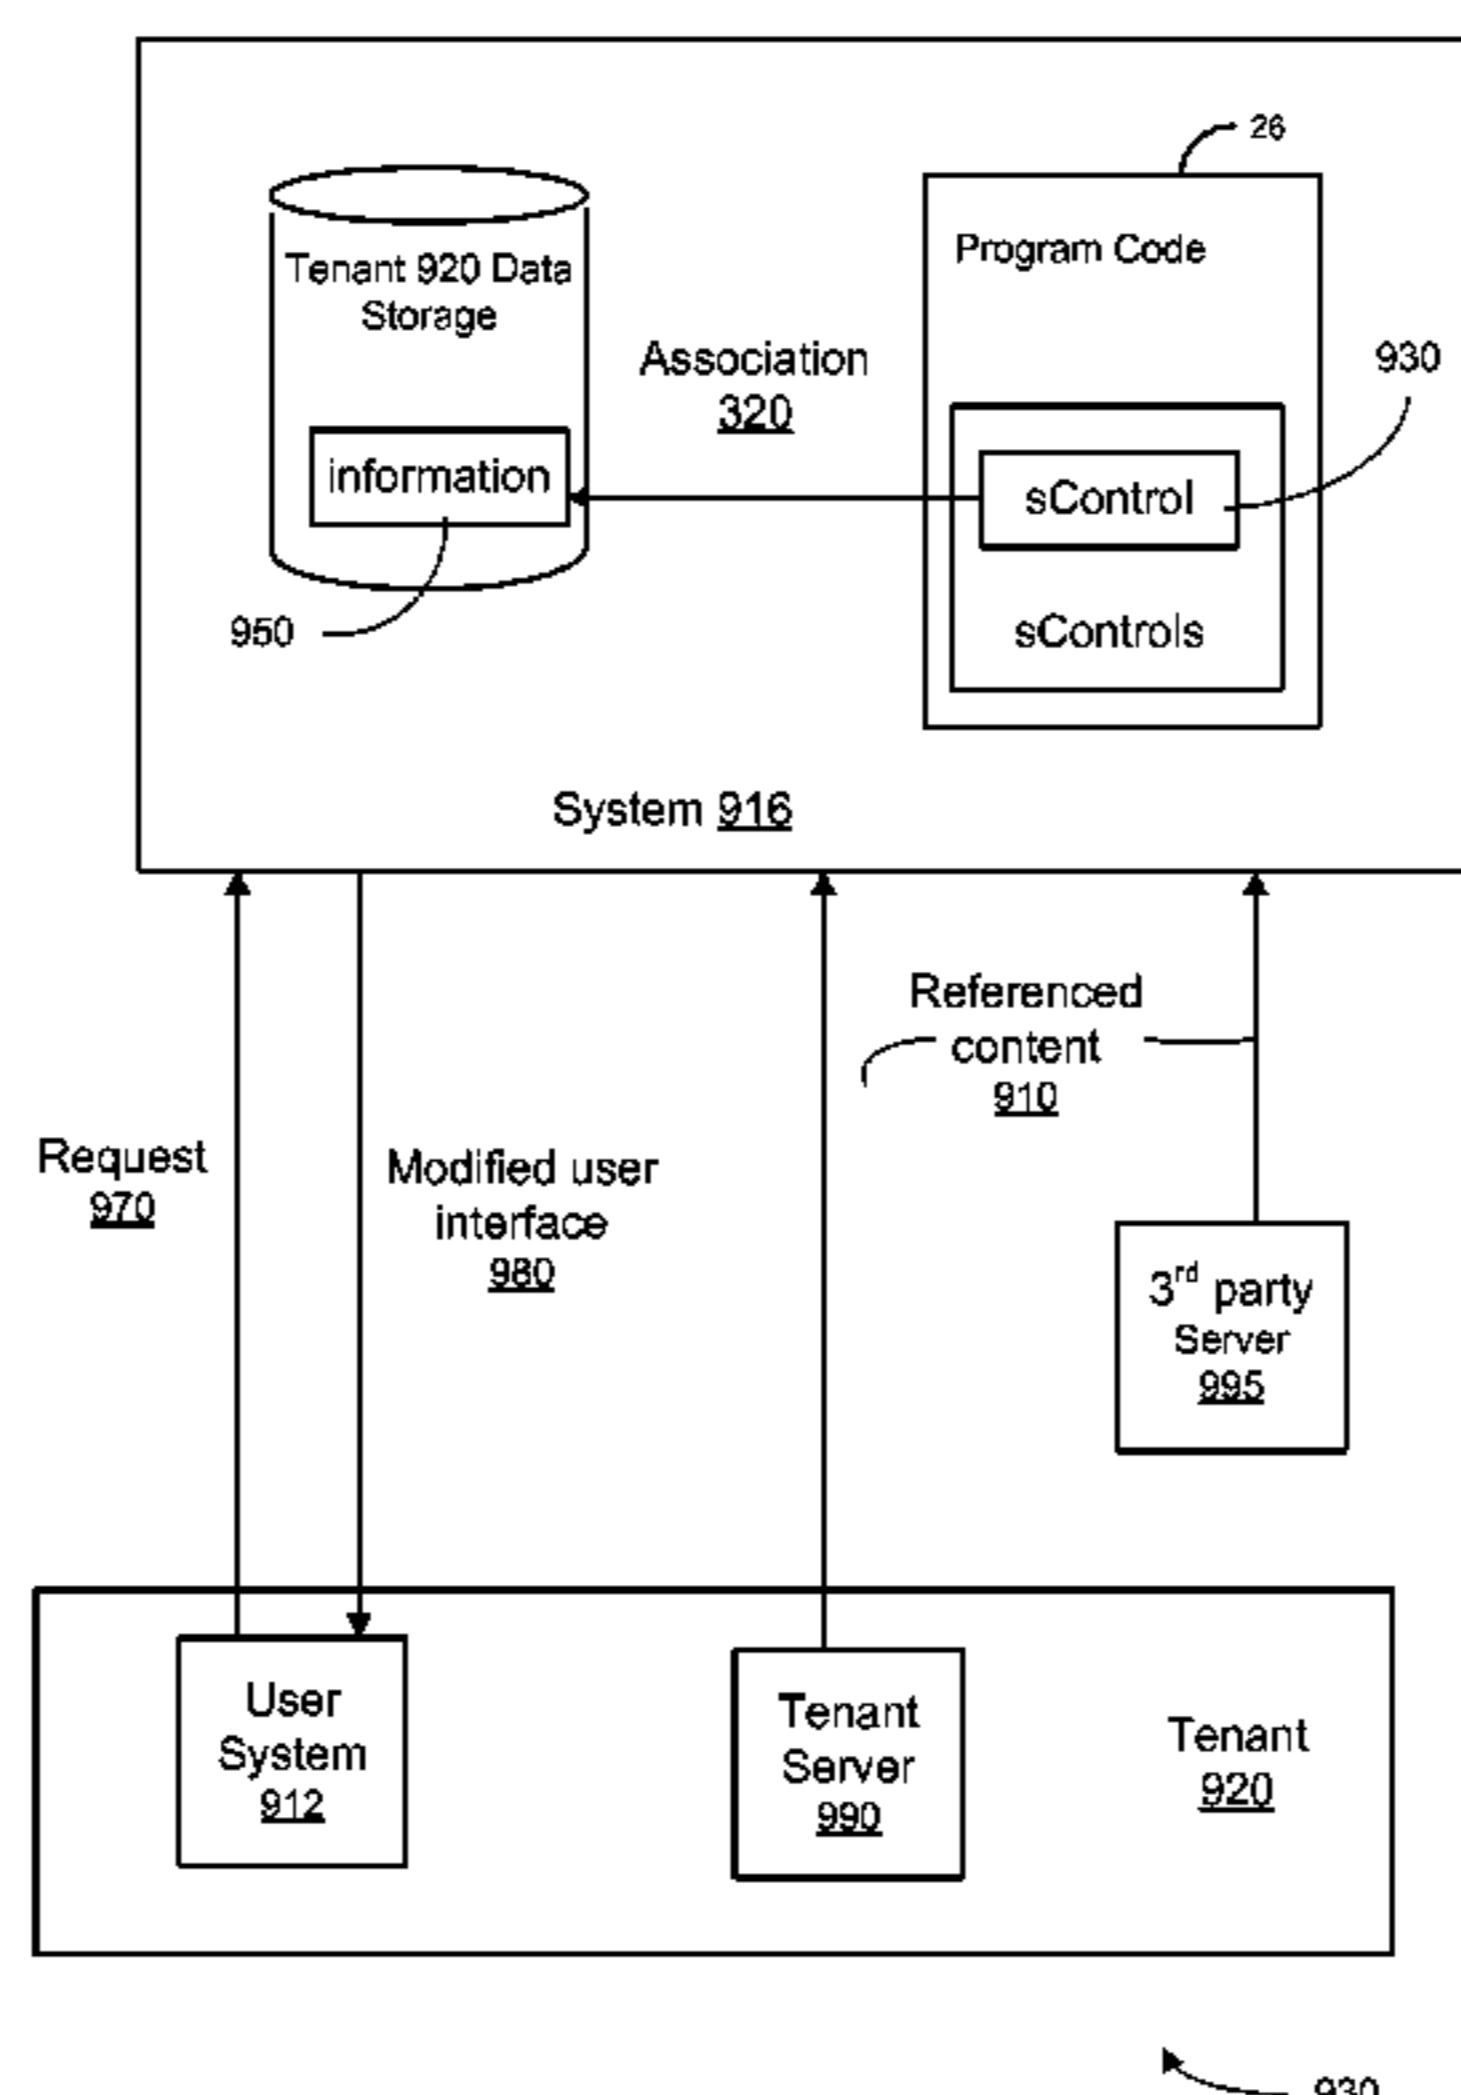 26
Tenant 920 Data
Storage
Program Code
Association
320
930
information
sControl
950
sControls
System 916
Referenced
content
910
Request
970
Modified user
interface
980
3rd party
Server
995
User
System
912
Tenant
Server
990
Tenant
920
930